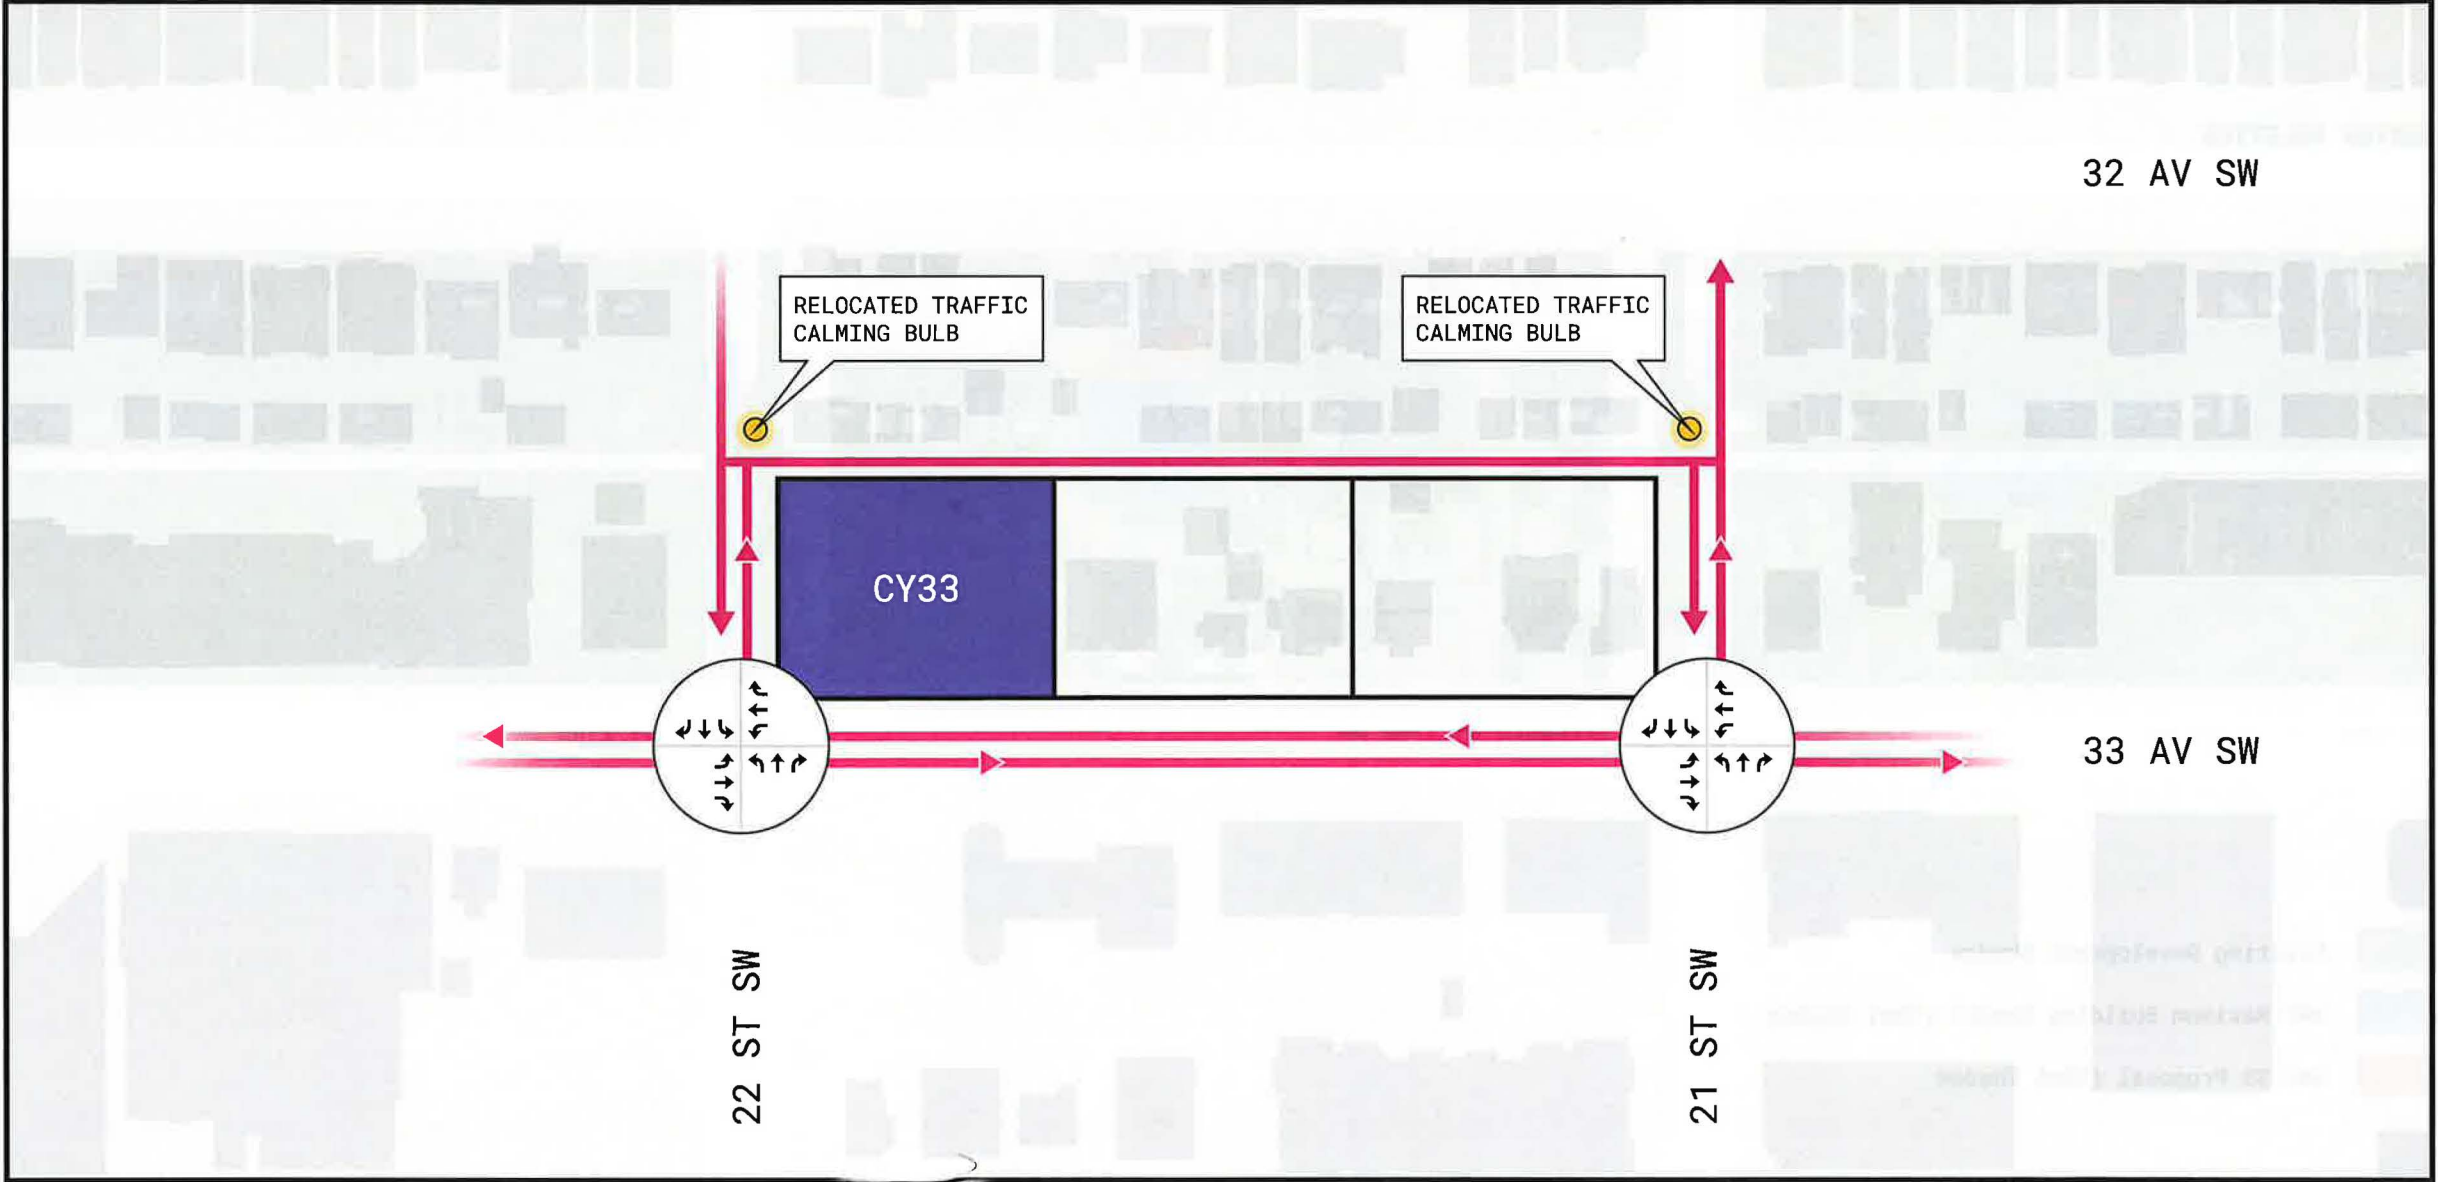 32 AV SW
RELOCATED TRAFFIC
CALMING BULB
RELOCATED TRAFFIC
CALMING BULB
CY33
33 AV SW
22 ST SW
21 ST SW